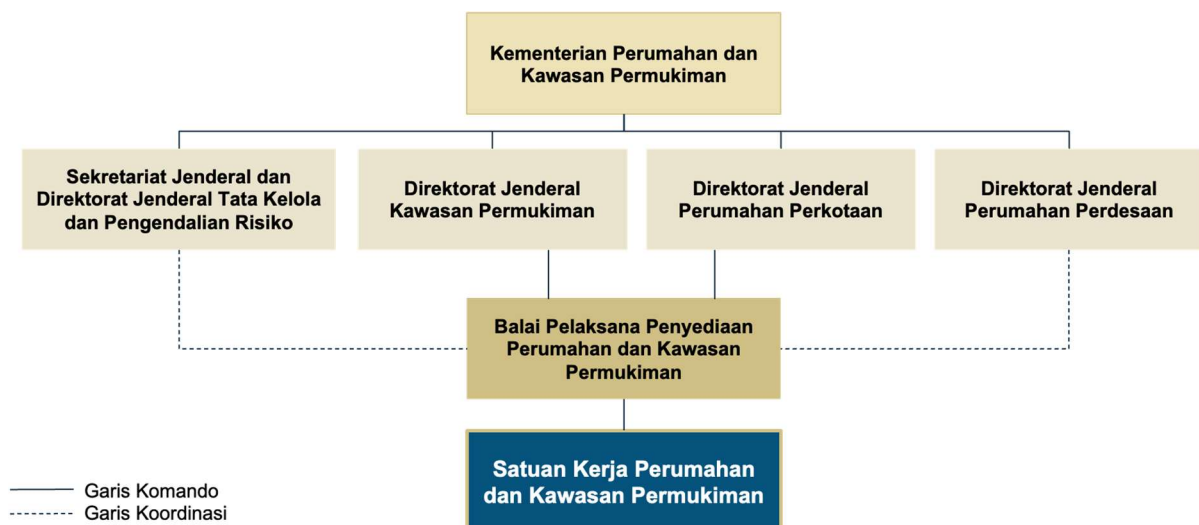 Kementerian Perumahan dan
Kawasan Permukiman
Sekretariat Jenderal dan
Direktorat Jenderal Tata Kelola
dan Pengendalian Risiko
Direktorat Jenderal
Kawasan Permukiman
Direktorat Jenderal
Perumahan Perkotaan
Direktorat Jenderal
Perumahan Perdesaan
Balai Pelaksana Penyediaan
Perumahan dan Kawasan
Permukiman
Satuan Kerja Perumahan
dan Kawasan Permukiman
Garis Komando
Garis Koordinasi